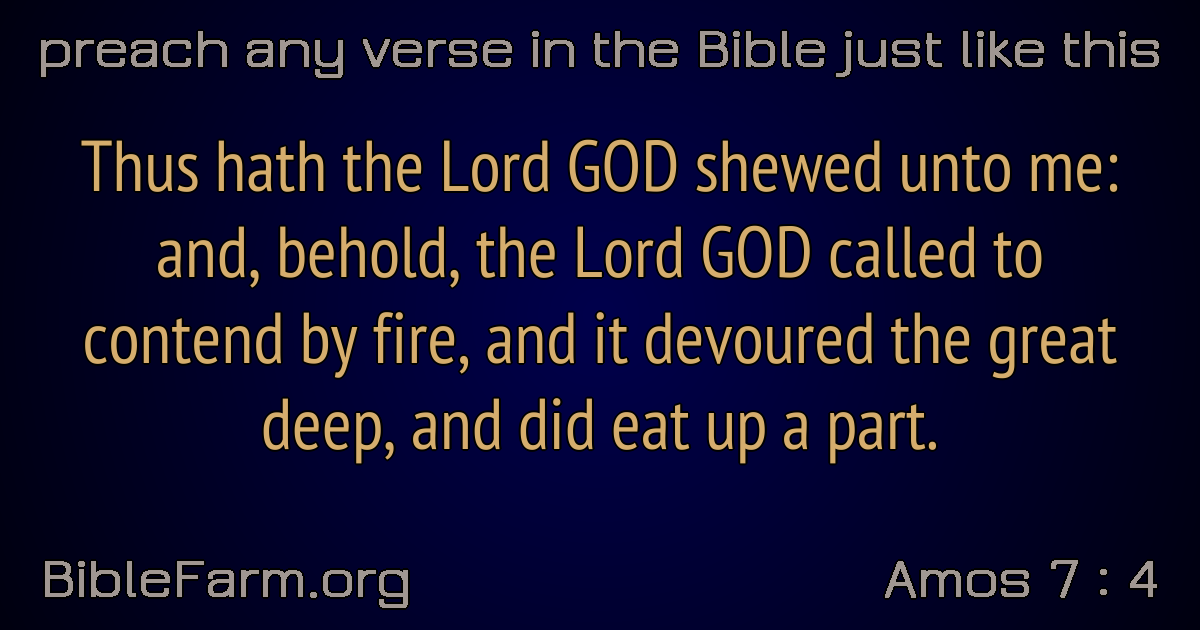 preach any verse in the Bible just like this
Thus hath the Lord GOD shewed unto me:
and, behold, the Lord GOD called to
contend by fire, and it devoured the great
deep, and did eat up a part.
BibleFarm.org
Amos 7 : 4